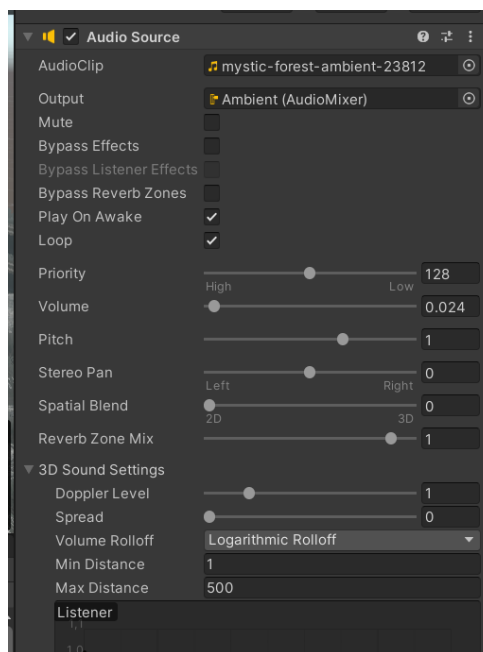 Audio Source
AudioClip mystic-forest-ambient-23812
Output Ambient (AudioMixer)
Mute
Bypass Effects
Bypass Listener Effects
Bypass Reverb Zones
Play On Awake
Loop
Priority 128
High Low
Volume 0.024
Pitch 1
Stereo Pan 0
Left Right
Spatial Blend 0
2D 3D
Reverb Zone Mix 1
3D Sound Settings
Doppler Level 1
Spread 0
Volume Rolloff Logarithmic Rolloff
Min Distance 1
Max Distance 500
Listener
1,1
1,0